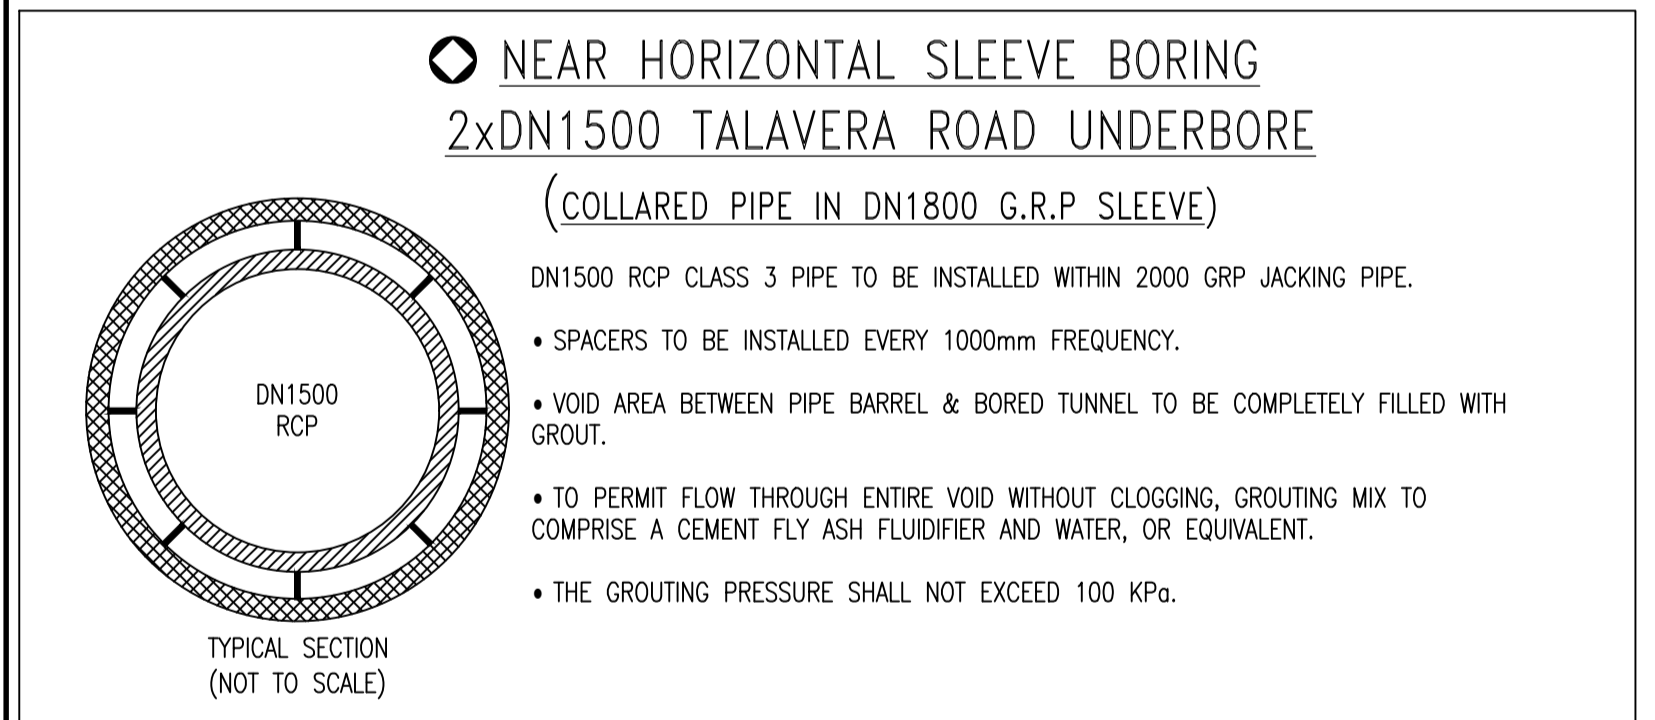 NEAR HORIZONTAL SLEEVE BORING
2xDN1500 TALAVERA ROAD UNDERBORE
(COLLARED PIPE IN DN1800 G.R.P SLEEVE)
DN1500 RCP CLASS 3 PIPE TO BE INSTALLED WITHIN 2000 GRP JACKING PIPE.
• SPACERS TO BE INSTALLED EVERY 1000mm FREQUENCY.
• VOID AREA BETWEEN PIPE BARREL & BORED TUNNEL TO BE COMPLETELY FILLED WITH
GROUT.
• TO PERMIT FLOW THROUGH ENTIRE VOID WITHOUT CLOGGING, GROUTING MIX TO
COMPRISE A CEMENT FLY ASH FLUIDIFIER AND WATER, OR EQUIVALENT.
• THE GROUTING PRESSURE SHALL NOT EXCEED 100 KPa.
DN1500
RCP
TYPICAL SECTION
(NOT TO SCALE)